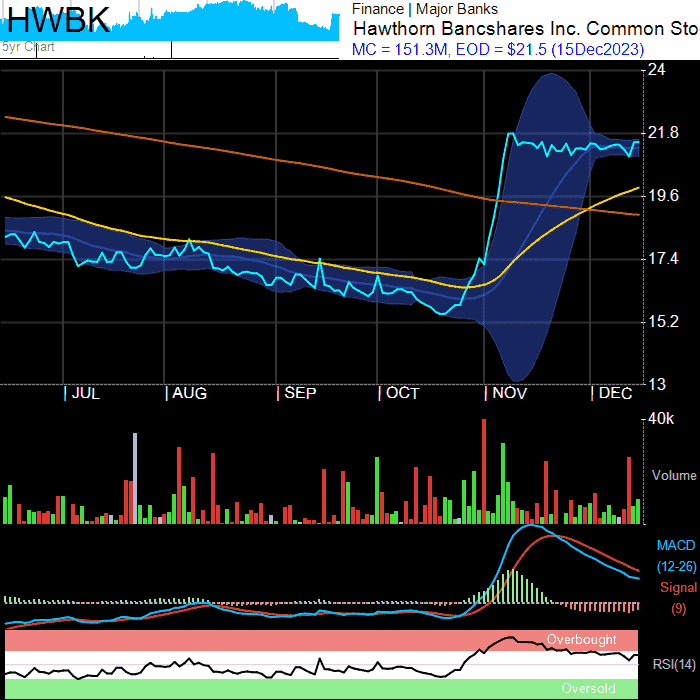 HWBK
5yr Chart
Finance | Major Banks
Hawthorn Bancshares Inc. Common Sto
MC = 151.3M, EOD = $21.5 (15Dec2023)
24
21.8
19.6
17.4
15.2
13
| JUL | AUG | SEP | OCT | NOV | DEC
40k
Volume
MACD
(12-26)
Signal
(9)
Overbought
RSI(14)
Oversold